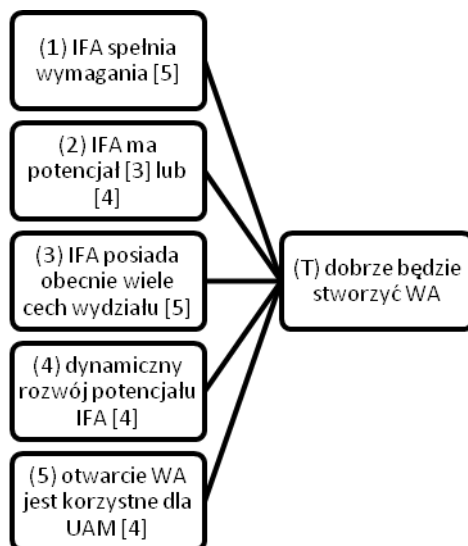 (1) IFA spełnia
wymagania [5]
(2) IFA ma
potencjał [3] lub
[4]
(3) IFA posiada
obecnie wiele
cech wydziału [5]
(4) dynamiczny
rozwój potencjału
IFA [4]
(5) otwarcie WA
jest korzystne dla
UAM [4]
(T) dobrze będzie
stworzyć WA